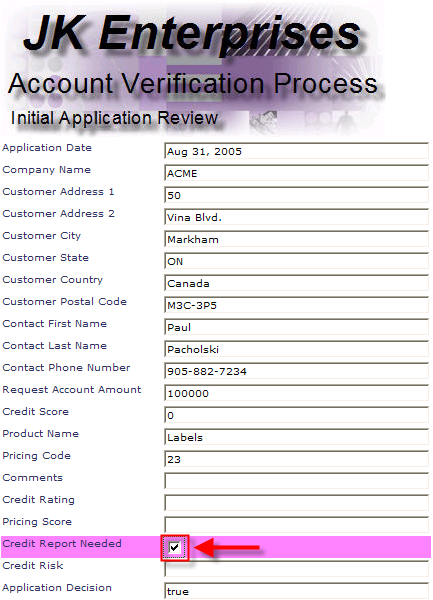 JK Enterprises
Account Verification Process
Initial Application Review
Application Date Aug 31, 2005
Company Name ACME
Customer Address 1 50
Customer Address 2 Vina Blvd.
Customer City Markham
Customer State ON
Customer Country Canada
Customer Postal Code M3C-3P5
Contact First Name Paul
Contact Last Name Pacholski
Contact Phone Number 905-882-7234
Request Account Amount 100000
Credit Score 0
Product Name Labels
Pricing Code 23
Comments
Credit Rating
Pricing Score
Credit Report Needed
Credit Risk
Application Decision true